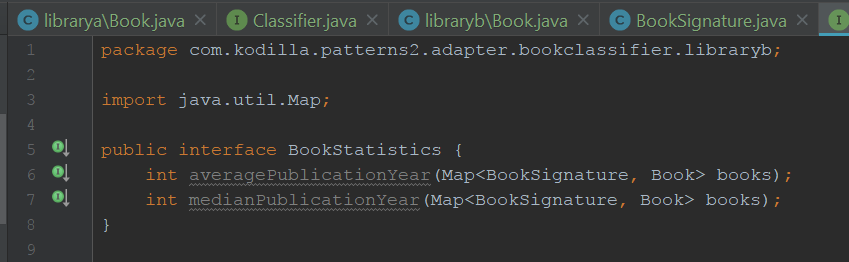 librarya\Book.java Classifier.java libraryb\Book.java BookSignature.java
1 package com.kodilla.patterns2.adapter.bookclassifier.libraryb;
2
3 import java.util.Map;
4
5 public interface BookStatistics {
6 int averagePublicationYear(Map<BookSignature, Book> books);
7 int medianPublicationYear(Map<BookSignature, Book> books);
8 }
9